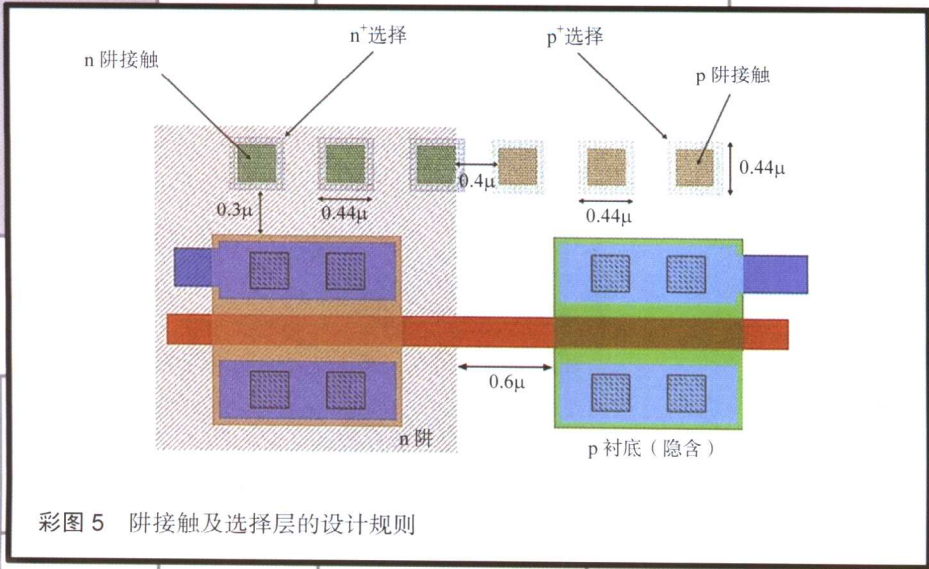 n⁺选择
p⁺选择
n 阱接触
p 阱接触
0.4μ
0.44μ
0.3μ
0.44μ
0.44μ
0.6μ
n 阱
p 衬底（隐含）
彩图 5 阱接触及选择层的设计规则